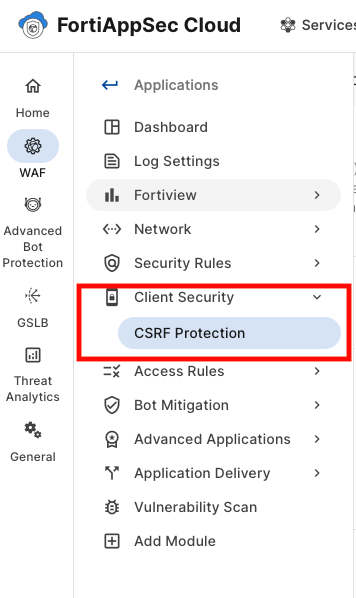 FortiAppSec Cloud
Services
Home
WAF
Advanced
Bot
Protection
GSLB
Threat
Analytics
General
Applications
Dashboard
Log Settings
Fortiview
Network
Security Rules
Client Security
CSRF Protection
Access Rules
Bot Mitigation
Advanced Applications
Application Delivery
Vulnerability Scan
Add Module